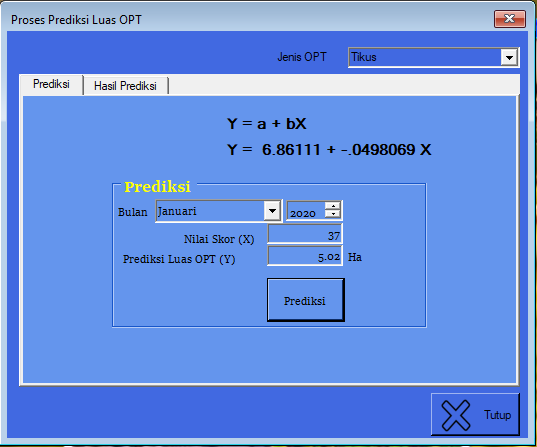 Proses Prediksi Luas OPT
Jenis OPT Tikus
Prediksi Hasil Prediksi
Y = a + bX
Y = 6.86111 + -.0498069 X
Prediksi
Bulan Januari 2020
Nilai Skor (X) 37
Prediksi Luas OPT (Y) 5.02 Ha
Prediksi
Tutup